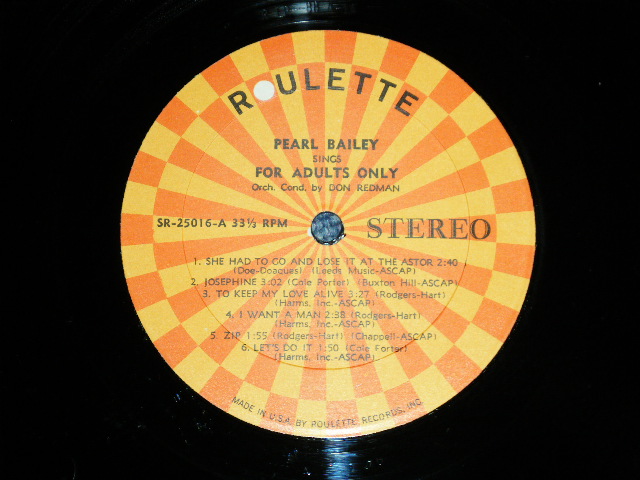 ROULETTE
PEARL BAILEY
SINGS
FOR ADULTS ONLY
Orch. Cond. by DON REDMAN
SR-25016-A 33⅓ RPM
STEREO
1. SHE HAD TO GO AND LOSE IT AT THE ASTOR 2:40
(Doe-Doaques) (Leeds Music-ASCAP)
2. JOSEPHINE 3:02 (Cole Porter) (Buxton Hill-ASCAP)
3. TO KEEP MY LOVE ALIVE 3:27 (Rodgers-Hart)
(Harms, Inc.-ASCAP)
4. I WANT A MAN 2:38 (Rodgers-Hart)
(Harms, Inc.-ASCAP)
5. ZIP 1:55 (Rodgers-Hart) (Chappell-ASCAP)
6. LET'S DO IT 1:50 (Cole Porter)
(Harms, Inc.-ASCAP)
MADE IN U.S.A. BY ROULETTE RECORDS, INC.